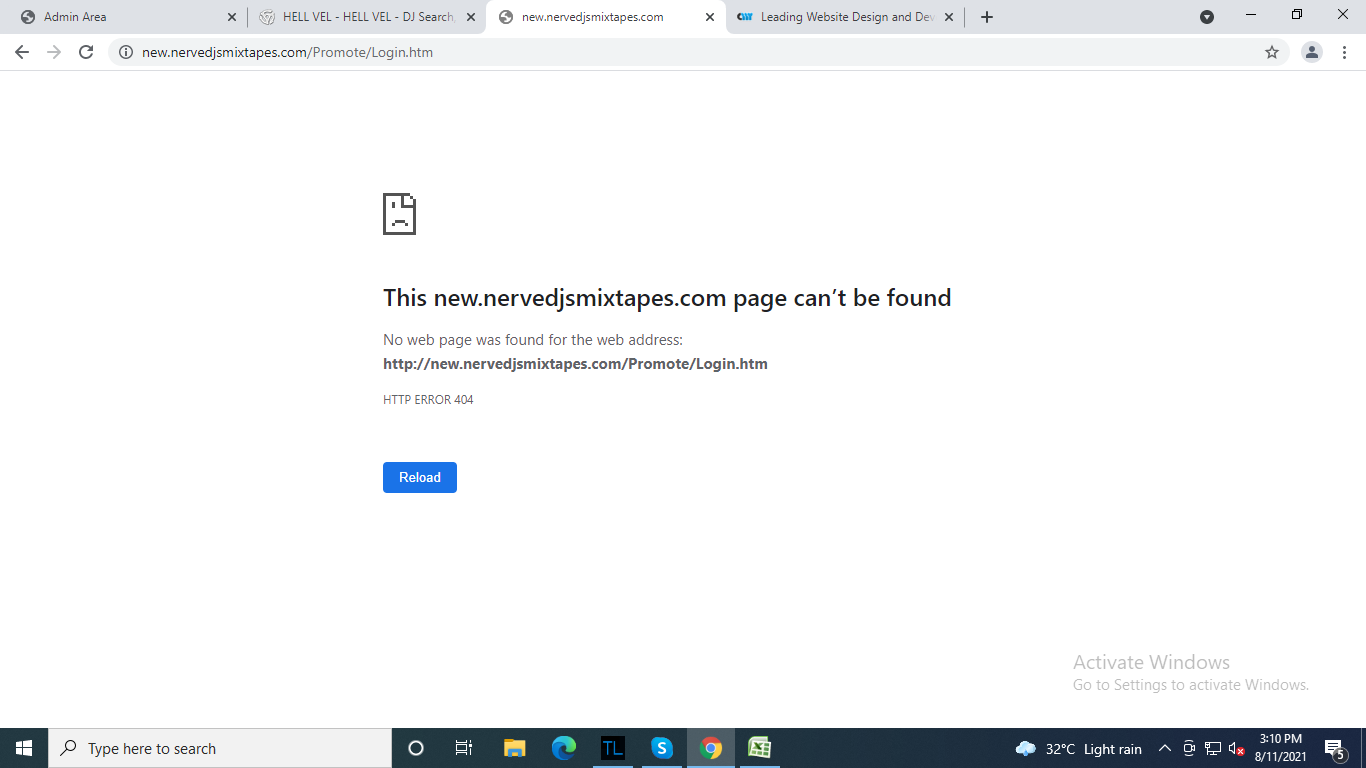 Admin Area
HELL VEL - HELL VEL - DJ Search,
new.nervedjsmixtapes.com
Leading Website Design and Dev
new.nervedjsmixtapes.com/Promote/Login.htm
This new.nervedjsmixtapes.com page can't be found
No web page was found for the web address:
http://new.nervedjsmixtapes.com/Promote/Login.htm
HTTP ERROR 404
Reload
Activate Windows
Go to Settings to activate Windows.
Type here to search
TL
S
32°C Light rain
3:10 PM
8/11/2021
5